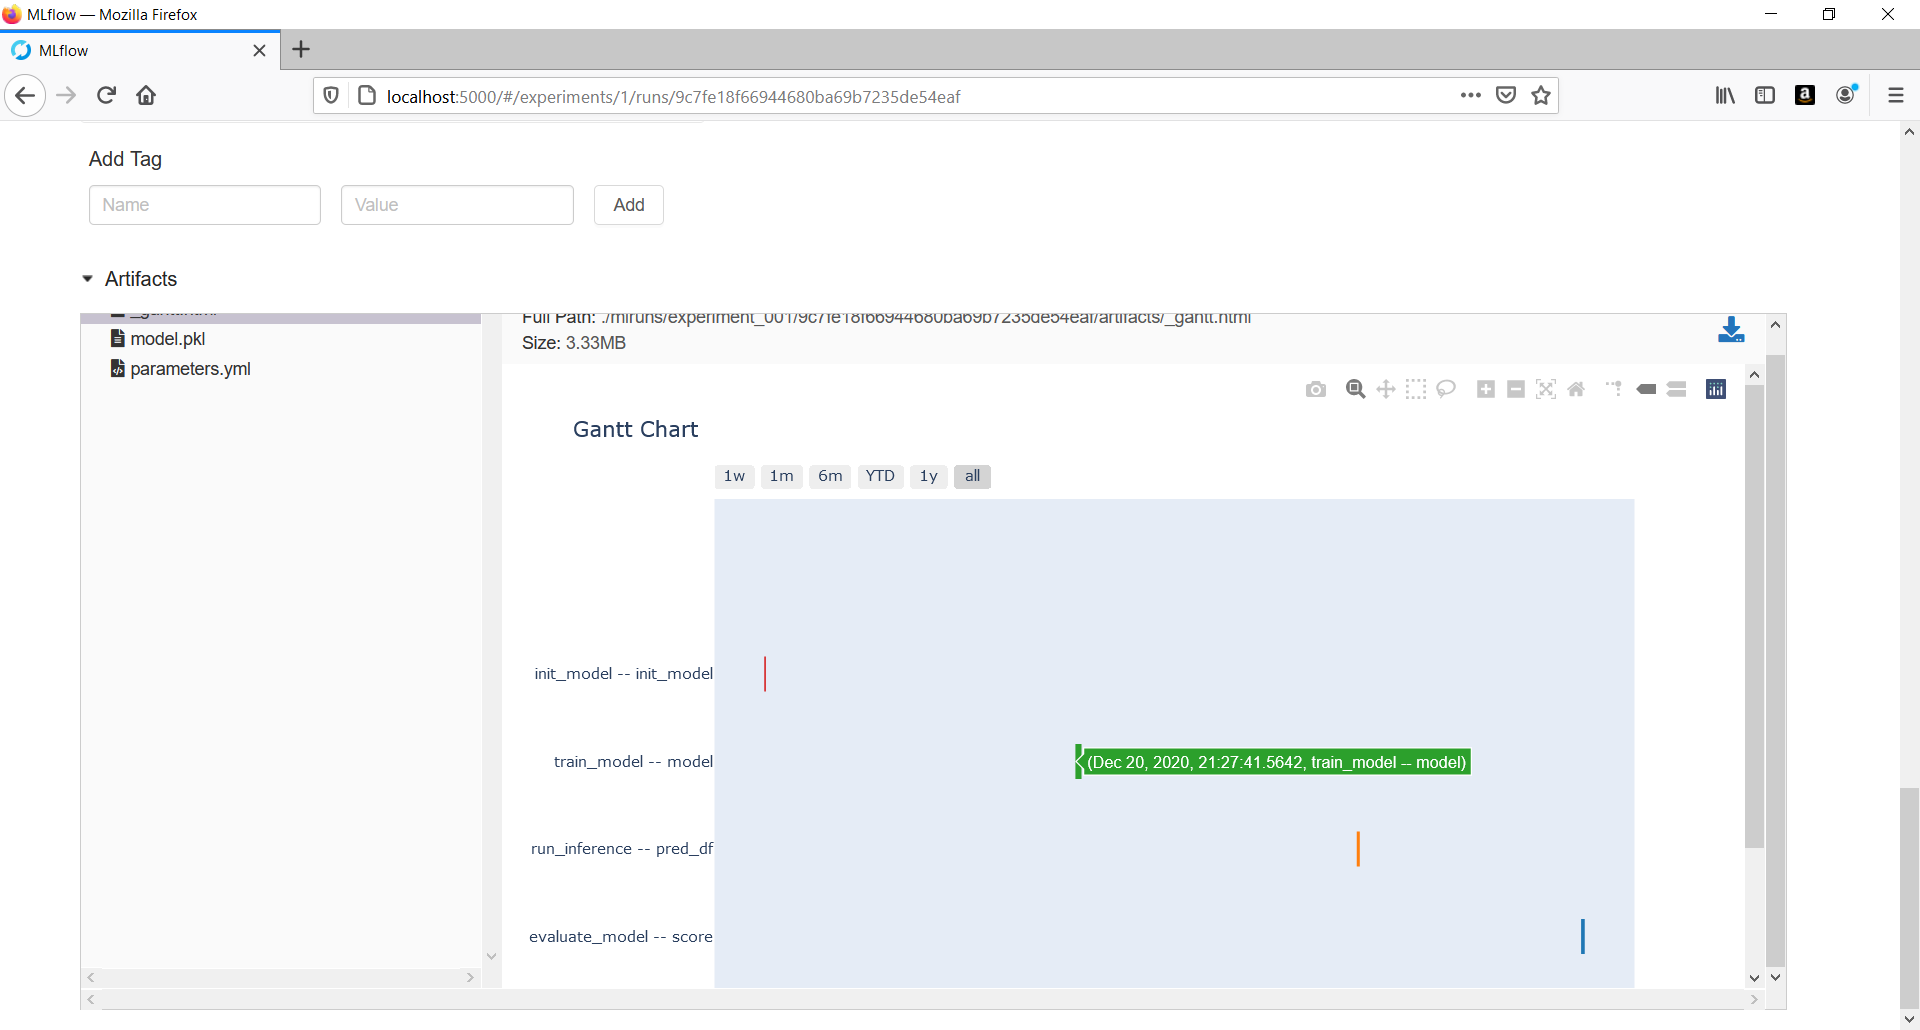 MLflow — Mozilla Firefox
MLflow
localhost:5000/#/experiments/1/runs/9c7fe18f66944680ba69b7235de54eaf
Add Tag
Name
Value
Add
Artifacts
_gantt.html
model.pkl
parameters.yml
Full Path: ./mlruns/experiment_001/9c7fe18f66944680ba69b7235de54eaf/artifacts/_gantt.html
Size: 3.33MB
Gantt Chart
1w 1m 6m YTD 1y all
init_model -- init_model
train_model -- model
(Dec 20, 2020, 21:27:41.5642, train_model -- model)
run_inference -- pred_df
evaluate_model -- score